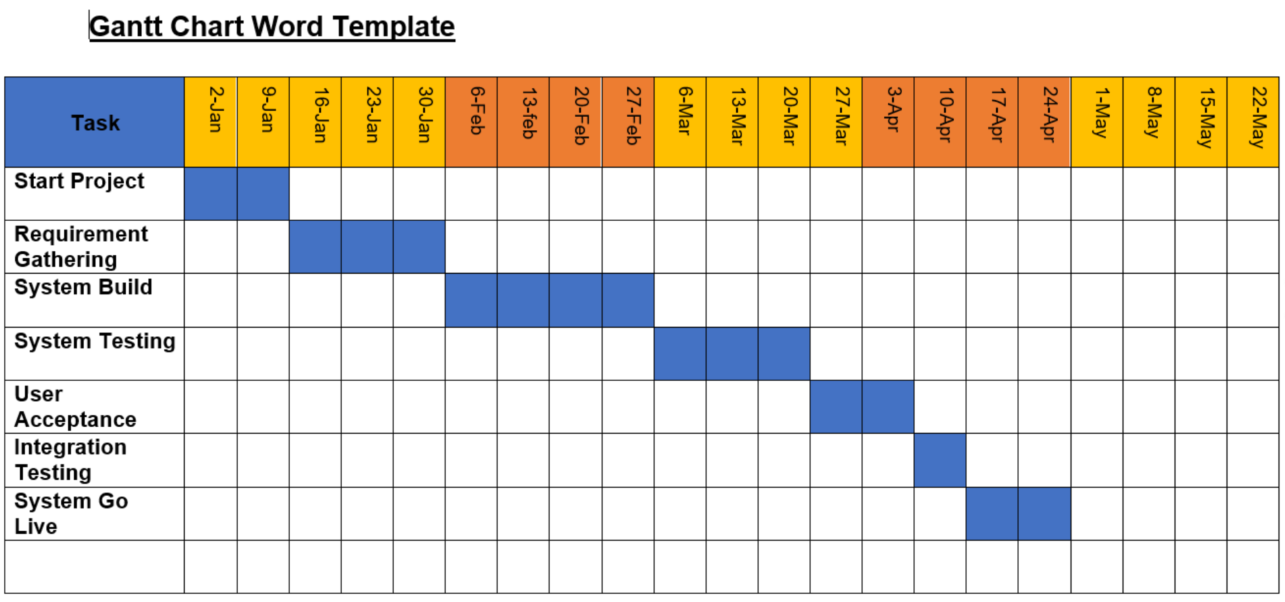 Gantt Chart Word Template
Task
2-Jan
9-Jan
16-Jan
23-Jan
30-Jan
6-Feb
13-feb
20-Feb
27-Feb
6-Mar
13-Mar
20-Mar
27-Mar
3-Apr
10-Apr
17-Apr
24-Apr
1-May
8-May
15-May
22-May
Start Project
Requirement
Gathering
System Build
System Testing
User
Acceptance
Integration
Testing
System Go
Live